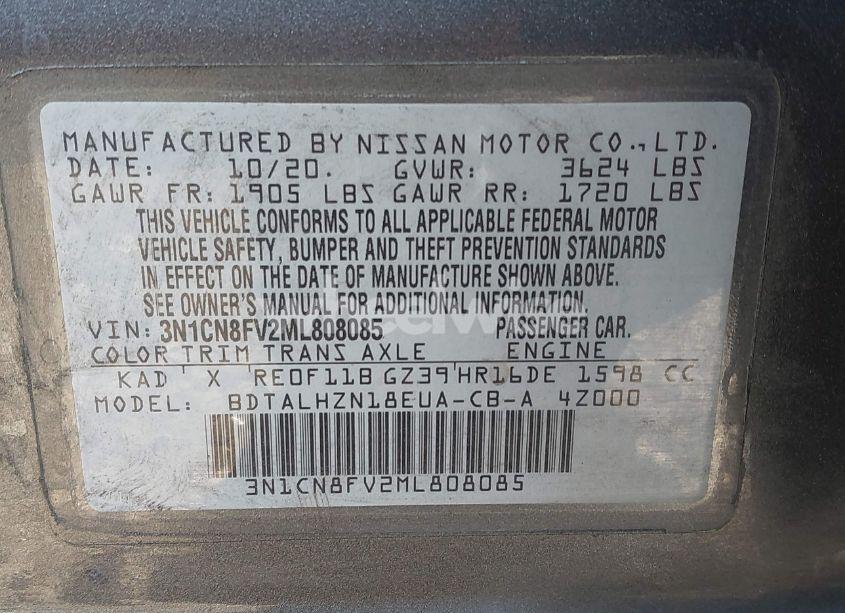 MANUFACTURED BY NISSAN MOTOR CO., LTD.
DATE: 10/20. GVWR: 3624 LBS
GAWR FR: 1905 LBS GAWR RR: 1720 LBS
THIS VEHICLE CONFORMS TO ALL APPLICABLE FEDERAL MOTOR
VEHICLE SAFETY, BUMPER AND THEFT PREVENTION STANDARDS
IN EFFECT ON THE DATE OF MANUFACTURE SHOWN ABOVE.
SEE OWNER'S MANUAL FOR ADDITIONAL INFORMATION.
VIN: 3N1CN8FV2ML808085 PASSENGER CAR.
COLOR TRIM TRANS AXLE ENGINE
KAD X RE0F11B GZ39 HR16DE 1598 CC
MODEL: BDTALHZN18EUA-CB-A 4Z000
3N1CN8FV2ML808085